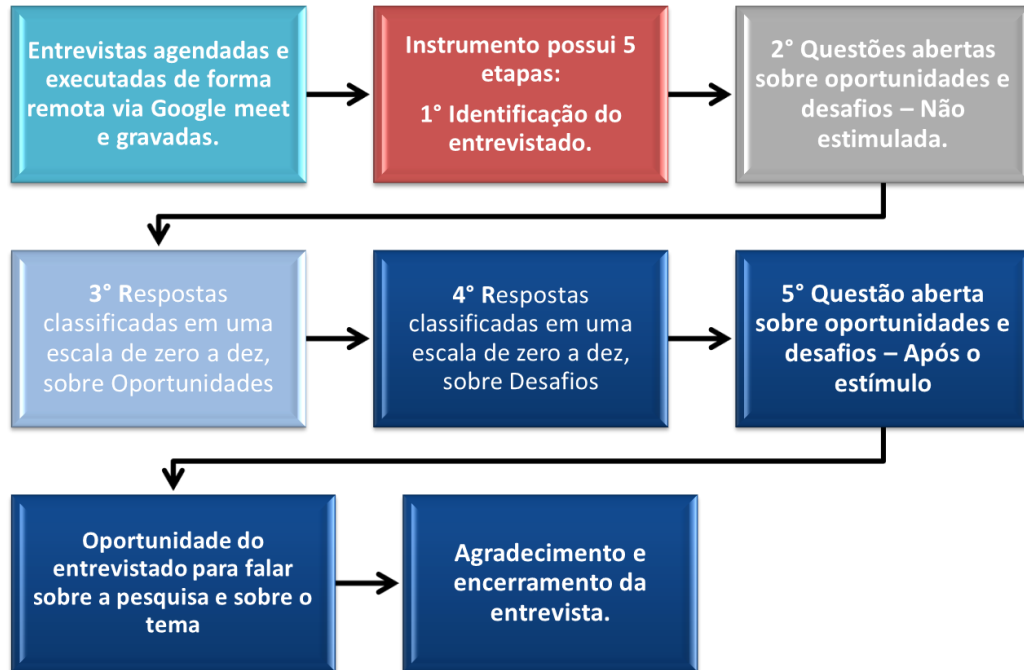 Entrevistas agendadas e
executadas de forma
remota via Google meet
e gravadas.
Instrumento possui 5
etapas:
1° Identificação do
entrevistado.
2° Questões abertas
sobre oportunidades e
desafios – Não
estimulada.
3° Respostas
classificadas em uma
escala de zero a dez,
sobre Oportunidades
4° Respostas
classificadas em uma
escala de zero a dez,
sobre Desafios
5° Questão aberta
sobre oportunidades e
desafios – Após o
estímulo
Oportunidade do
entrevistado para falar
sobre a pesquisa e sobre o
tema
Agradecimento e
encerramento da
entrevista.